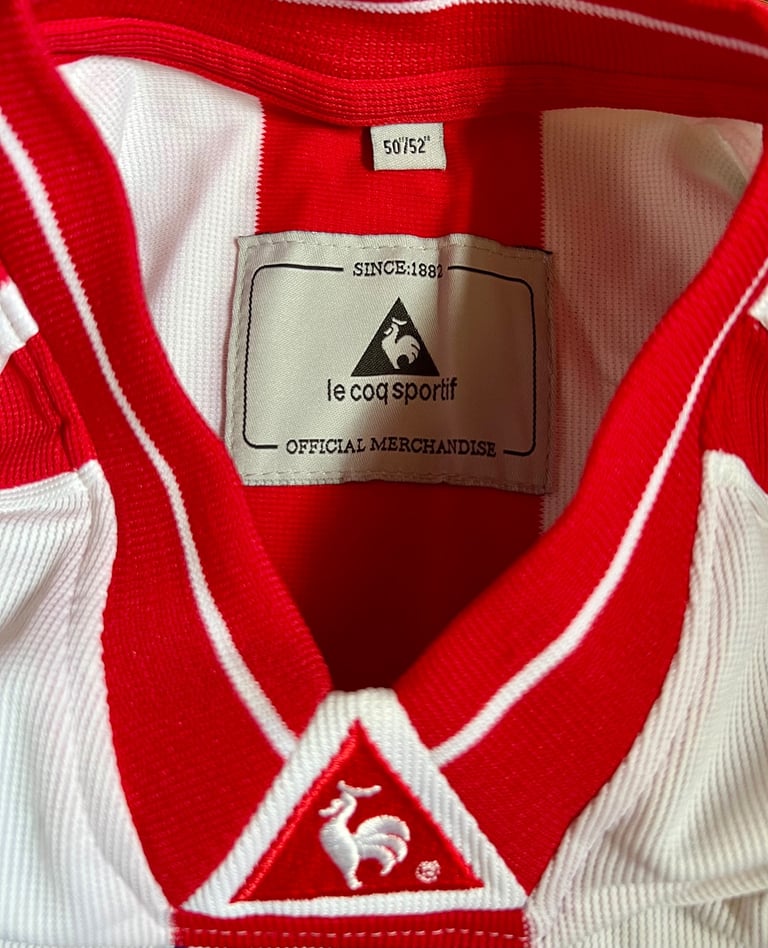 50"/52"
SINCE:1882
le coq sportif
OFFICIAL MERCHANDISE